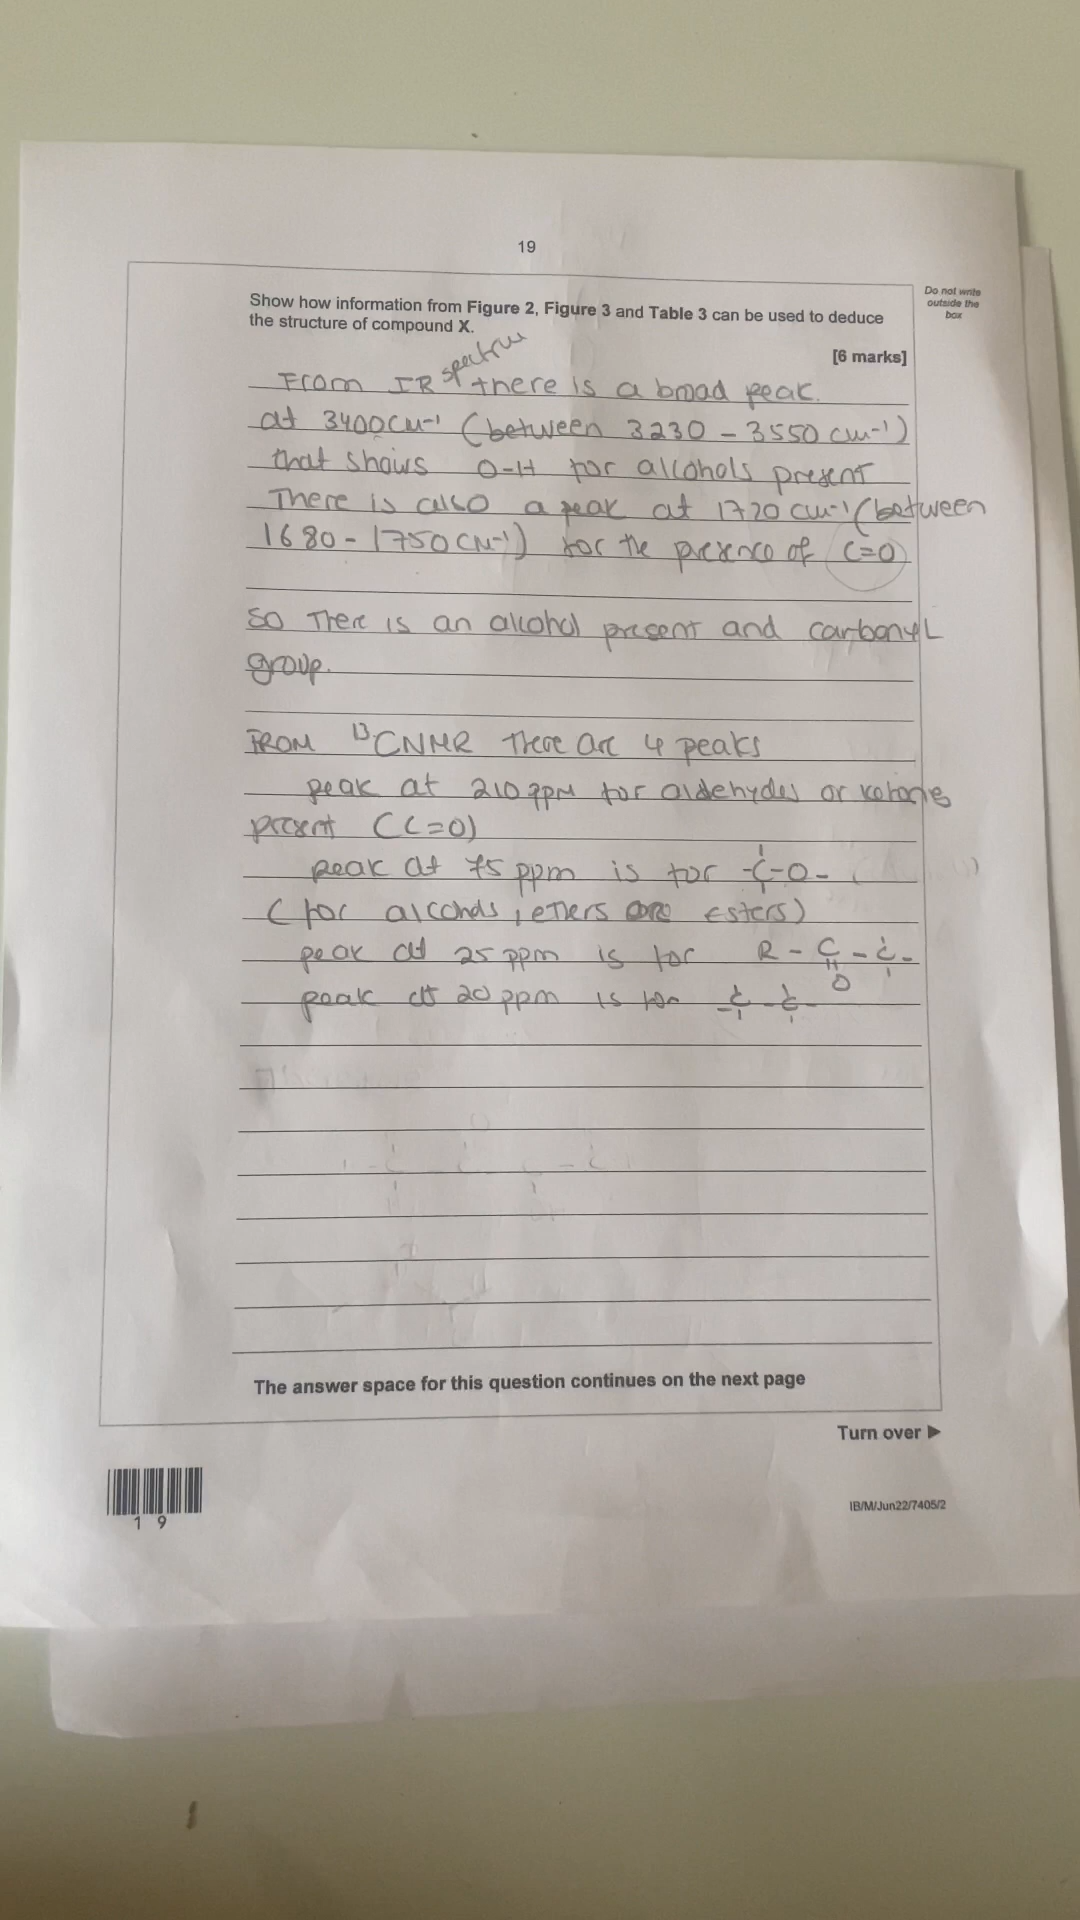 19
Do not write
outside the
box
Show how information from Figure 2, Figure 3 and Table 3 can be used to deduce
the structure of compound X.
[6 marks]
From IR spectrum there is a broad peak.
at 3400cm-¹ (between 3230 - 3550 cm-¹)
that shows O-H for alcohols present
There is also a peak at 1720 cm-¹ (between
1680 - 1750 CM-¹) for the presence of C=O
SO There is an alcohol present and carbonyl
group.
FROM ¹³CNMR There are 4 peaks
peak at 210 ppm for aldehydes or ketones
present (C=O)
peak at 75 ppm is for -C-O-
(for alcohols, eThers or Esters)
peak at 25 ppm is for R - C - C -
O
peak at 20 ppm is for -C - C -
The answer space for this question continues on the next page
Turn over ►
1 9
IB/M/Jun22/7405/2